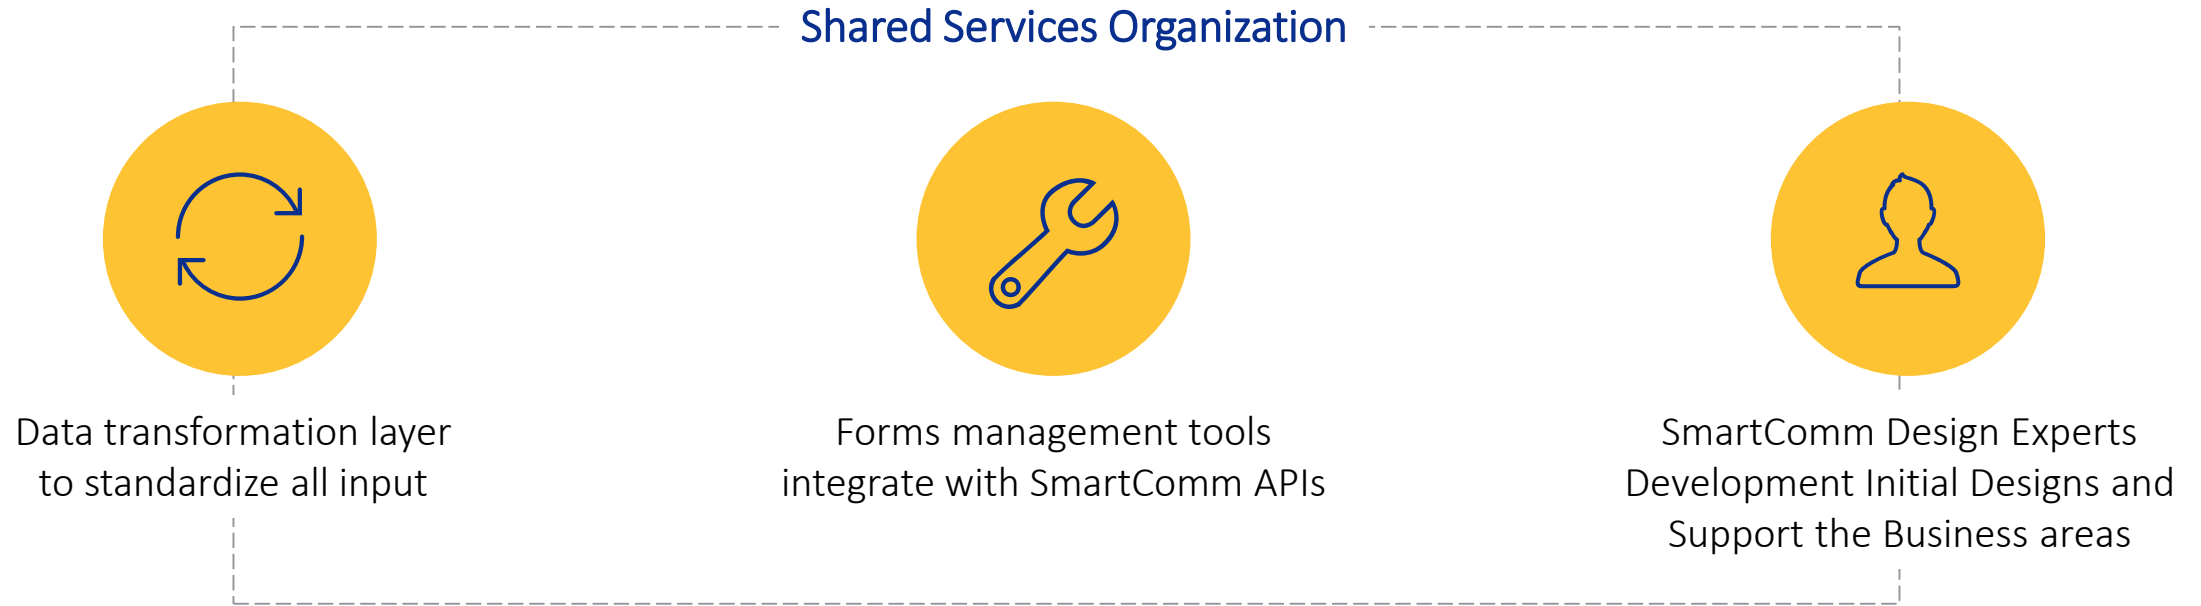 Shared Services Organization
Data transformation layer
to standardize all input
Forms management tools
integrate with SmartComm APIs
SmartComm Design Experts
Development Initial Designs and
Support the Business areas